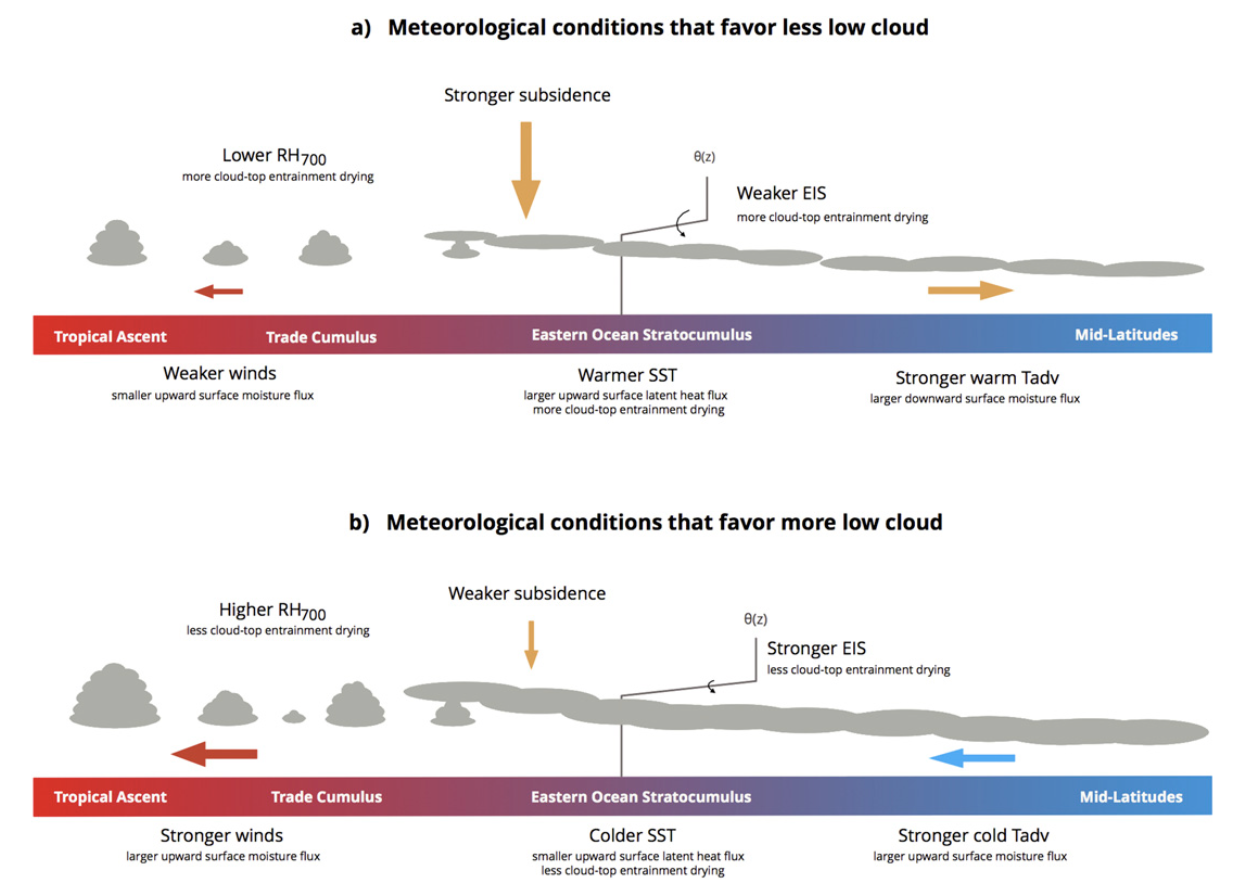 a) Meteorological conditions that favor less low cloud
Stronger subsidence
Lower RH700
more cloud-top entrainment drying
θ(z)
Weaker EIS
more cloud-top entrainment drying
Tropical Ascent Trade Cumulus Eastern Ocean Stratocumulus Mid-Latitudes
Weaker winds
smaller upward surface moisture flux
Warmer SST
larger upward surface latent heat flux
more cloud-top entrainment drying
Stronger warm Tadv
larger downward surface moisture flux
b) Meteorological conditions that favor more low cloud
Weaker subsidence
Higher RH700
less cloud-top entrainment drying
θ(z)
Stronger EIS
less cloud-top entrainment drying
Tropical Ascent Trade Cumulus Eastern Ocean Stratocumulus Mid-Latitudes
Stronger winds
larger upward surface moisture flux
Colder SST
smaller upward surface latent heat flux
less cloud-top entrainment drying
Stronger cold Tadv
larger upward surface moisture flux